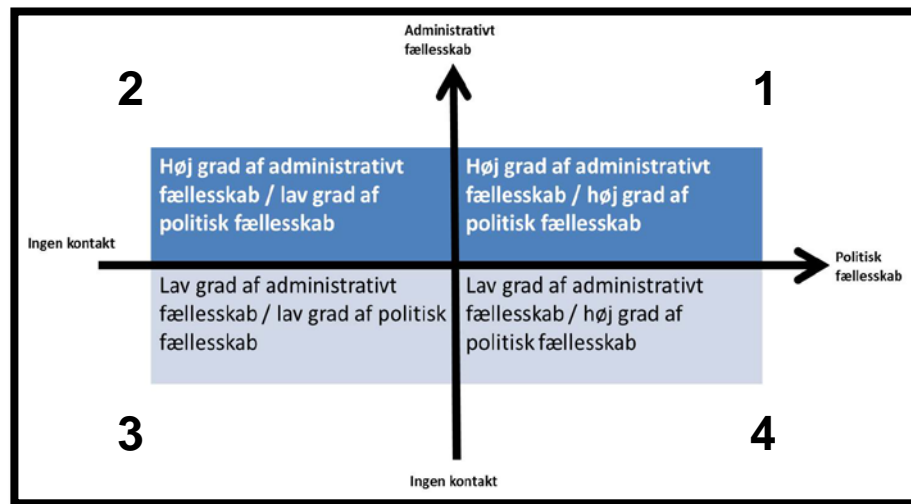 Administrativt
fællesskab
2
1
Høj grad af administrativt
fællesskab / lav grad af
politisk fællesskab
Høj grad af administrativt
fællesskab / høj grad af
politisk fællesskab
Ingen kontakt
Politisk
fællesskab
Lav grad af administrativt
fællesskab / lav grad af politisk
fællesskab
Lav grad af administrativt
fællesskab / høj grad af
politisk fællesskab
3
4
Ingen kontakt